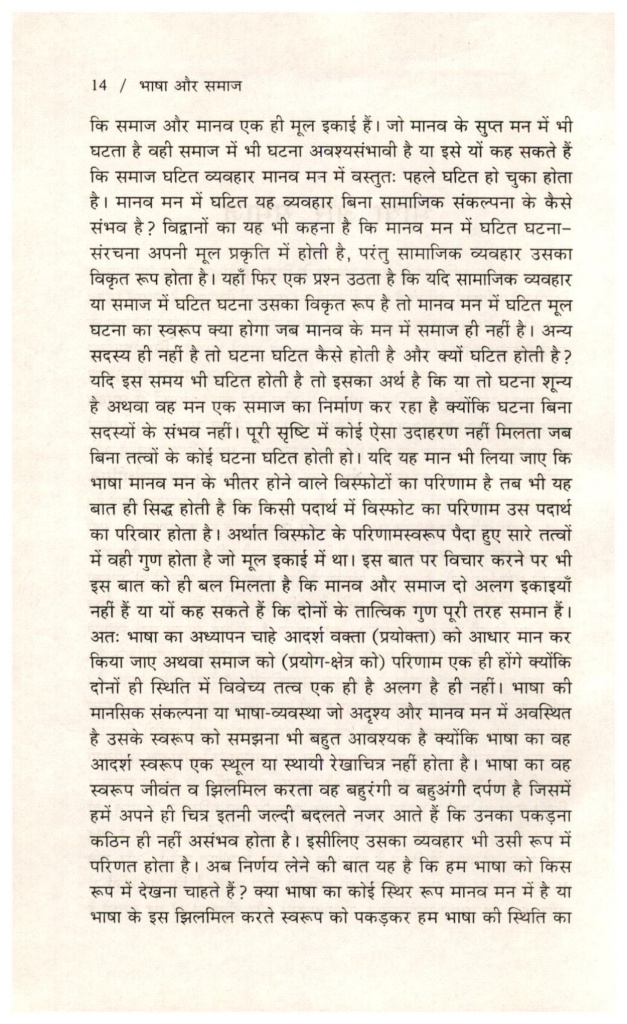 14 / भाषा और समाज
कि समाज और मानव एक ही मूल इकाई हैं। जो मानव के सुप्त मन में भी
घटता है वही समाज में भी घटना अवश्यसंभावी है या इसे यों कह सकते हैं
कि समाज घटित व्यवहार मानव मन में वस्तुतः पहले घटित हो चुका होता
है। मानव मन में घटित यह व्यवहार बिना सामाजिक संकल्पना के कैसे
संभव है? विद्वानों का यह भी कहना है कि मानव मन में घटित घटना–
संरचना अपनी मूल प्रकृति में होती है, परंतु सामाजिक व्यवहार उसका
विकृत रूप होता है। यहाँ फिर एक प्रश्न उठता है कि यदि सामाजिक व्यवहार
या समाज में घटित घटना उसका विकृत रूप है तो मानव मन में घटित मूल
घटना का स्वरूप क्या होगा जब मानव के मन में समाज ही नहीं है। अन्य
सदस्य ही नहीं है तो घटना घटित कैसे होती है और क्यों घटित होती है?
यदि इस समय भी घटित होती है तो इसका अर्थ है कि या तो घटना शून्य
है अथवा वह मन एक समाज का निर्माण कर रहा है क्योंकि घटना बिना
सदस्यों के संभव नहीं। पूरी सृष्टि में कोई ऐसा उदाहरण नहीं मिलता जब
बिना तत्वों के कोई घटना घटित होती हो। यदि यह मान भी लिया जाए कि
भाषा मानव मन के भीतर होने वाले विस्फोटों का परिणाम है तब भी यह
बात ही सिद्ध होती है कि किसी पदार्थ में विस्फोट का परिणाम उस पदार्थ
का परिवार होता है। अर्थात विस्फोट के परिणामस्वरूप पैदा हुए सारे तत्वों
में वही गुण होता है जो मूल इकाई में था। इस बात पर विचार करने पर भी
इस बात को ही बल मिलता है कि मानव और समाज दो अलग इकाइयाँ
नहीं हैं या यों कह सकते हैं कि दोनों के तात्विक गुण पूरी तरह समान हैं।
अतः भाषा का अध्यापन चाहे आदर्श वक्ता (प्रयोक्ता) को आधार मान कर
किया जाए अथवा समाज को (प्रयोग-क्षेत्र को) परिणाम एक ही होंगे क्योंकि
दोनों ही स्थिति में विवेच्य तत्व एक ही है अलग है ही नहीं। भाषा की
मानसिक संकल्पना या भाषा-व्यवस्था जो अदृश्य और मानव मन में अवस्थित
है उसके स्वरूप को समझना भी बहुत आवश्यक है क्योंकि भाषा का वह
आदर्श स्वरूप एक स्थूल या स्थायी रेखाचित्र नहीं होता है। भाषा का वह
स्वरूप जीवंत व झिलमिल करता वह बहुरंगी व बहुअंगी दर्पण है जिसमें
हमें अपने ही चित्र इतनी जल्दी बदलते नजर आते हैं कि उनका पकड़ना
कठिन ही नहीं असंभव होता है। इसीलिए उसका व्यवहार भी उसी रूप में
परिणत होता है। अब निर्णय लेने की बात यह है कि हम भाषा को किस
रूप में देखना चाहते हैं? क्या भाषा का कोई स्थिर रूप मानव मन में है या
भाषा के इस झिलमिल करते स्वरूप को पकड़कर हम भाषा की स्थिति का